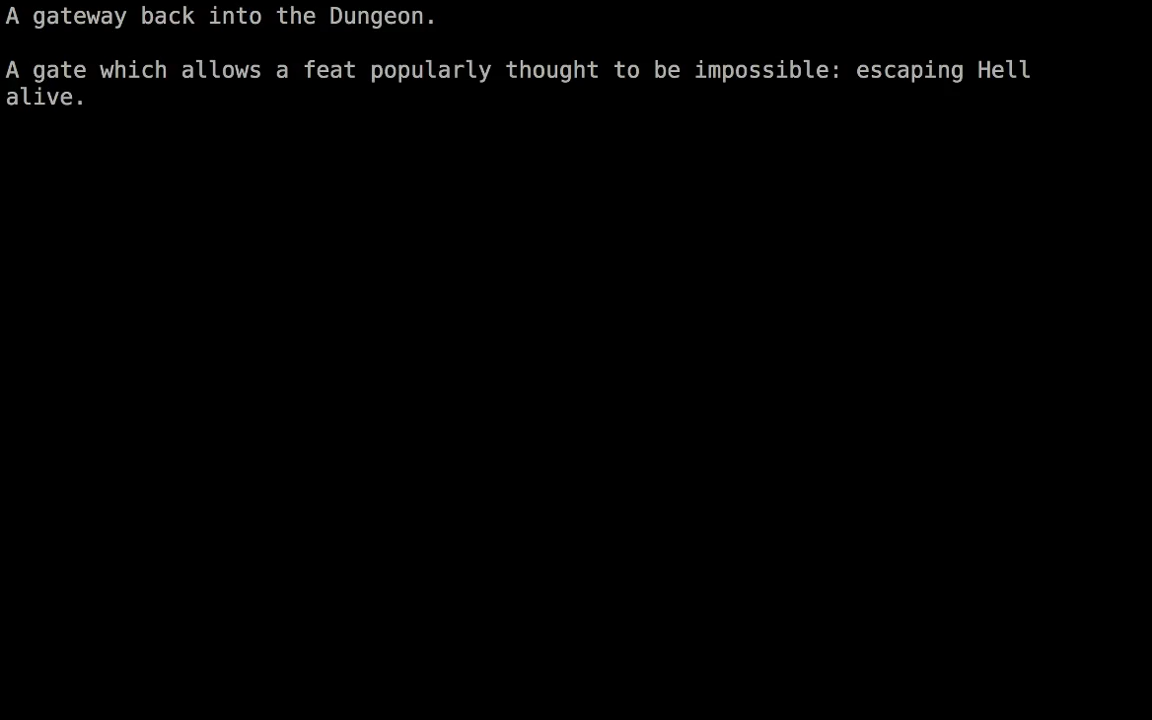 A gateway back into the Dungeon.
A gate which allows a feat popularly thought to be impossible: escaping Hell
alive.